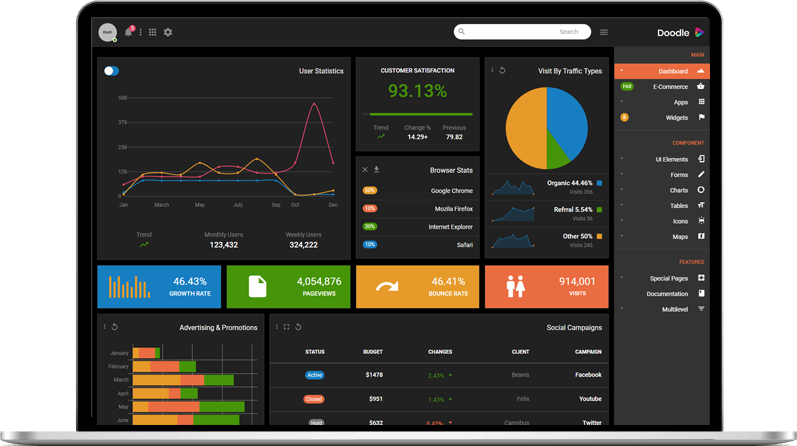 5
Search
Doodle
User Statistics
500
376
250
125
0
Jan
March
May
July
Sep
Oct
Dec
Trend
Monthly Users
123,432
Weekly Users
324,222
CUSTOMER SATISFACTION
93.13%
Trend
Change %
14.29+
Previous
79.82
Browser Stats
50% Google Chrome
10% Mozila Firefox
30% Internet Explorer
10% Safari
Visit By Traffic Types
Organic 44.46%
Visits 356
Refrral 5.54%
Visits 36
Other 50%
Visits 245
MAIN
Dashboard
Hot E-Commerce
Apps
8 Widgets
COMPONENT
UI Elements
Forms
Charts
Tables
Icons
Maps
FEATURED
Special Pages
Documentation
Multilevel
46.43%
GROWTH RATE
4,054,876
PAGEVIEWS
46.41%
BOUNCE RATE
914,001
VISITS
Advertising & Promotions
January
February
March
April
May
June
Social Campaigns
STATUS BUDGET CHANGES CLIENT CAMPAIGN
Active $1478 2.43% Beavis Facebook
Closed $951 1.43% Felix Youtube
Hold $632 8.43% Cannibus Twitter